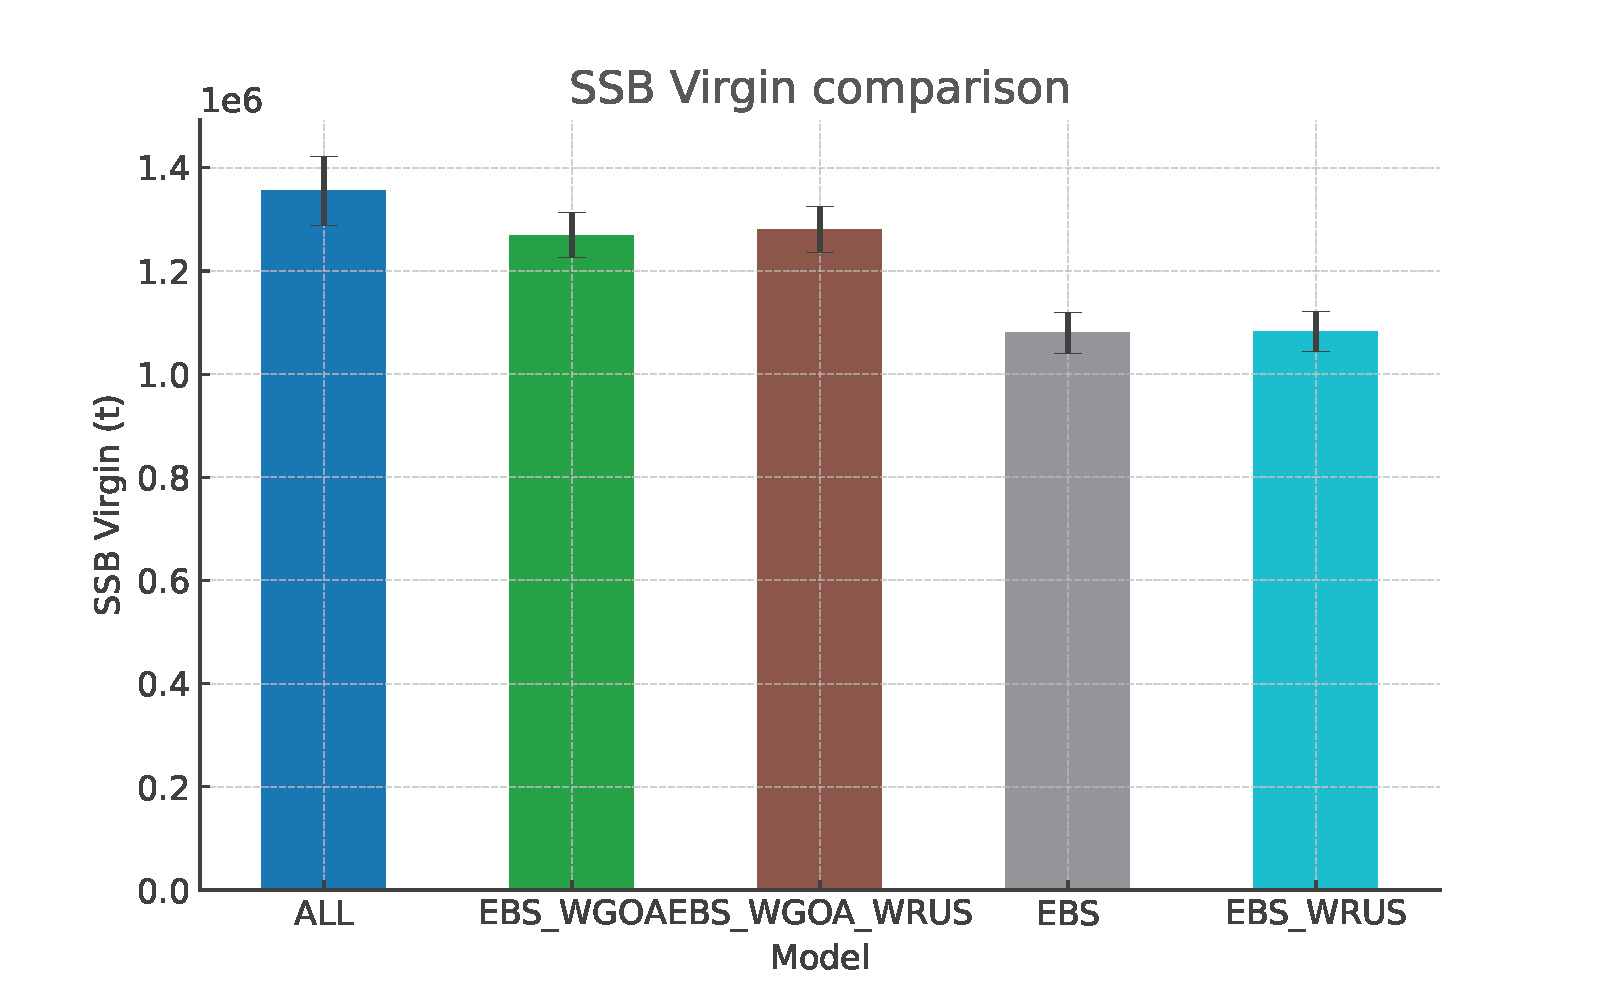 SSB Virgin comparison
1e6
1.4
1.2
1.0
0.8
0.6
0.4
0.2
0.0
SSB Virgin (t)
ALL
EBS_WGOA
EBS_WGOA_WRUS
EBS
EBS_WRUS
Model